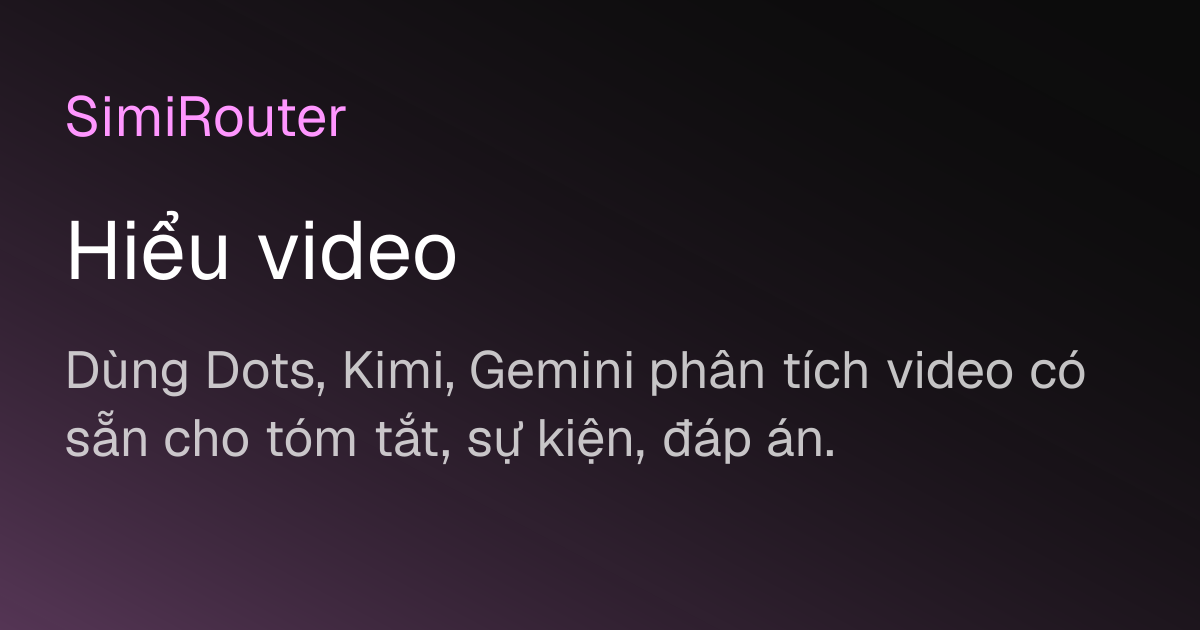 SimiRouter
Hiểu video
Dùng Dots, Kimi, Gemini phân tích video có
sẵn cho tóm tắt, sự kiện, đáp án.